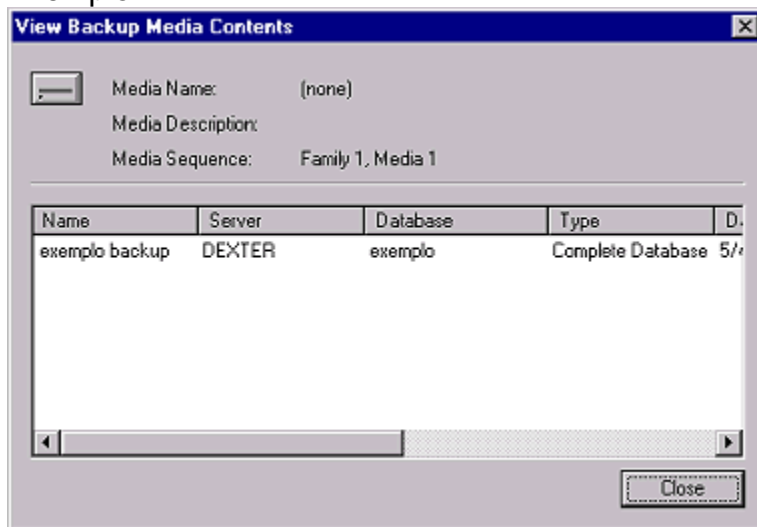 View Backup Media Contents
Media Name: (none)
Media Description:
Media Sequence: Family 1, Media 1
Name Server Database Type D
exemplo backup DEXTER exemplo Complete Database 5/
Close